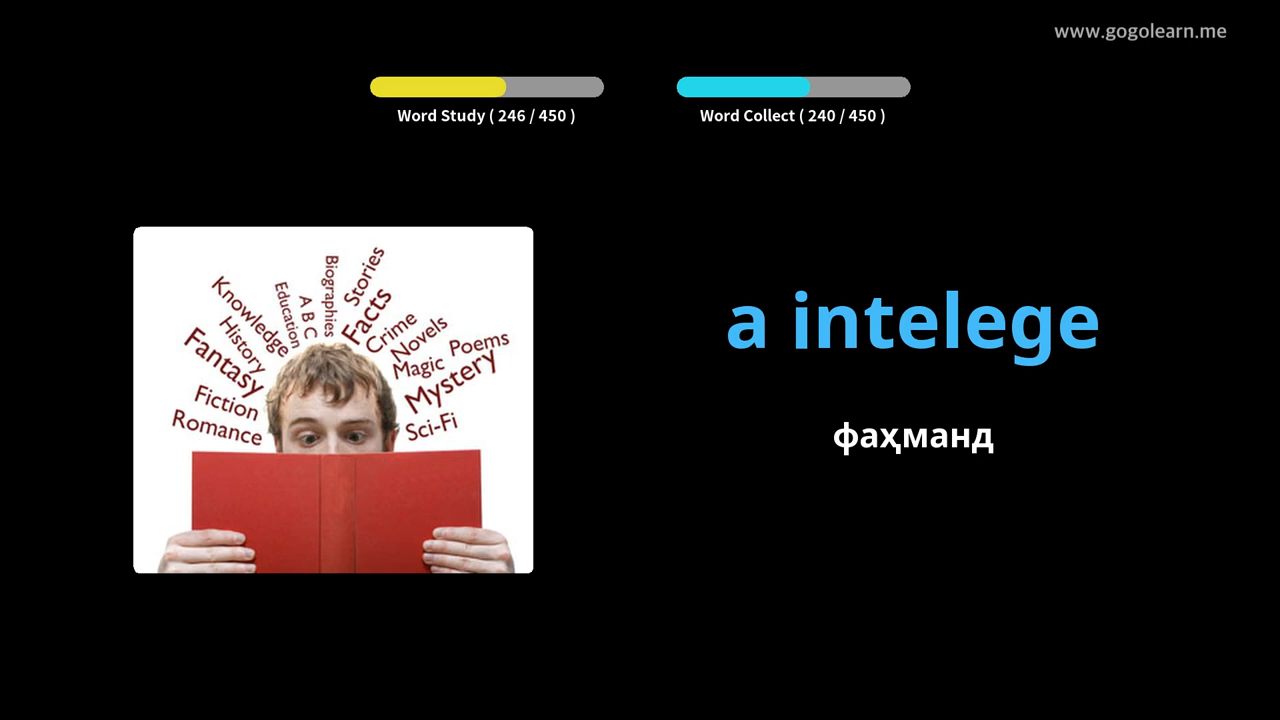 www.gogolearn.me
Word Study ( 246 / 450 )
Word Collect ( 240 / 450 )
Knowledge
Education
A B C
Biographies
Stories
Facts
Crime
Novels
Poems
History
Fantasy
Magic
Mystery
Fiction
Romance
Sci-Fi
a intelege
фаҳманд